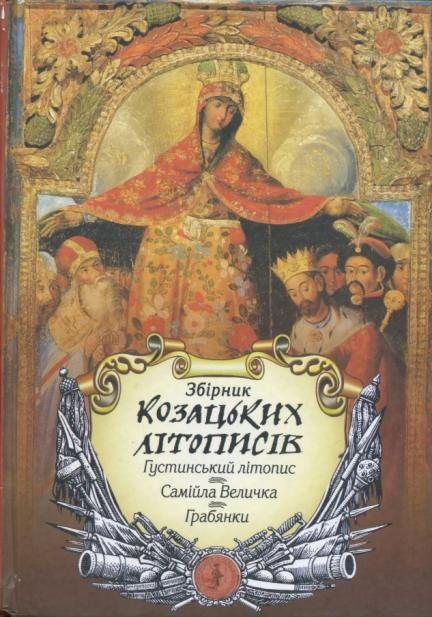 Збірник
КОЗАЦЬКИХ
ЛІТОПИСІВ
Густинський літопис
Самійла Величка
Грабянки